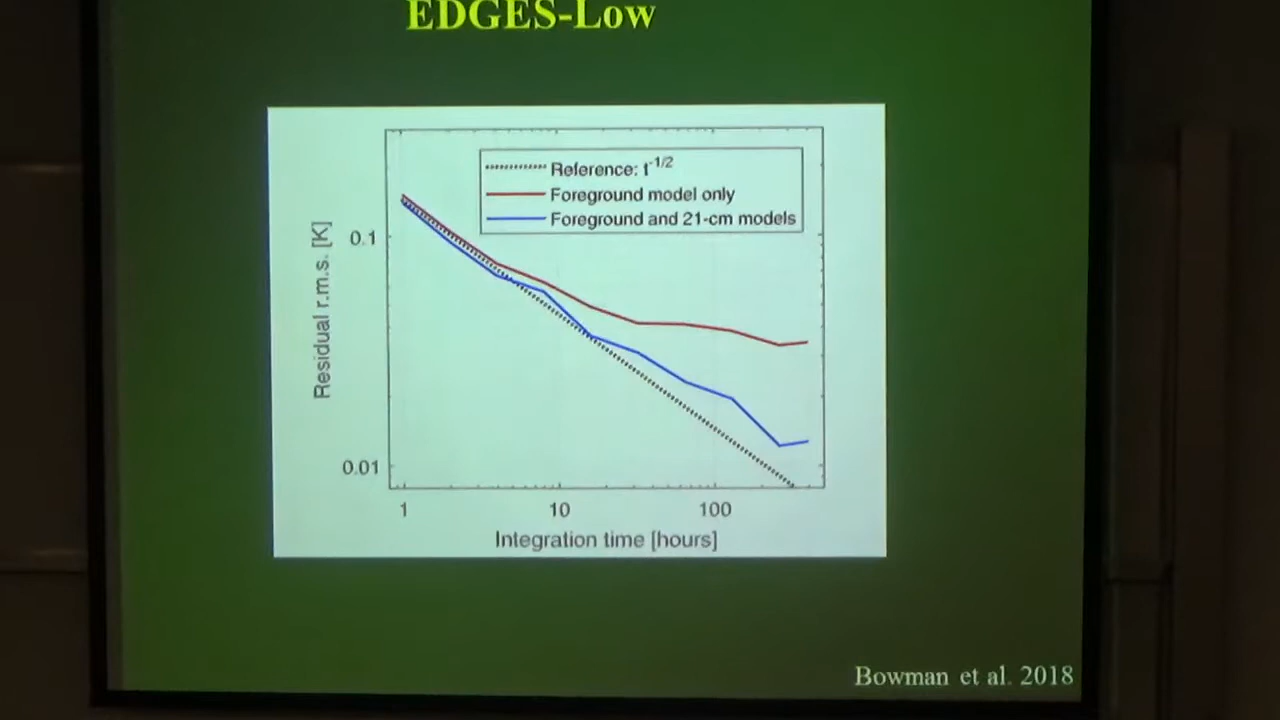 EDGES-Low
Reference: t^-1/2
Foreground model only
Foreground and 21-cm models
Residual r.m.s. [K]
0.1
0.01
1 10 100
Integration time [hours]
Bowman et al. 2018